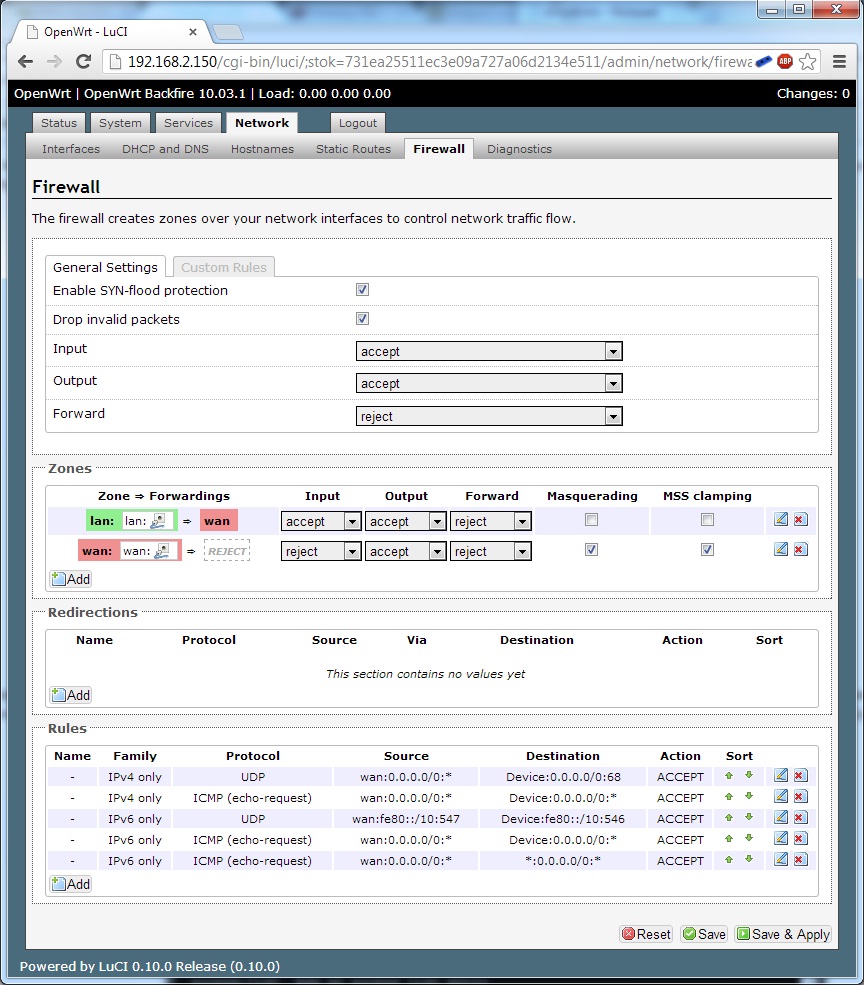 OpenWrt - LuCI
192.168.2.150/cgi-bin/luci/;stok=731ea25511ec3e09a727a06d2134e511/admin/network/firewa
ABP
OpenWrt | OpenWrt Backfire 10.03.1 | Load: 0.00 0.00 0.00 Changes: 0
Status System Services Network Logout
Interfaces DHCP and DNS Hostnames Static Routes Firewall Diagnostics
Firewall
The firewall creates zones over your network interfaces to control network traffic flow.
General Settings Custom Rules
Enable SYN-flood protection
Drop invalid packets
Input accept
Output accept
Forward reject
Zones
Zone ⇒ Forwardings Input Output Forward Masquerading MSS clamping
lan: lan: ⇒ wan accept accept reject
wan: wan: ⇒ REJECT reject accept reject
Add
Redirections
Name Protocol Source Via Destination Action Sort
This section contains no values yet
Add
Rules
Name Family Protocol Source Destination Action Sort
- IPv4 only UDP wan:0.0.0.0/0:* Device:0.0.0.0/0:68 ACCEPT
- IPv4 only ICMP (echo-request) wan:0.0.0.0/0:* Device:0.0.0.0/0:* ACCEPT
- IPv6 only UDP wan:fe80::/10:547 Device:fe80::/10:546 ACCEPT
- IPv6 only ICMP (echo-request) wan:0.0.0.0/0:* Device:0.0.0.0/0:* ACCEPT
- IPv6 only ICMP (echo-request) wan:0.0.0.0/0:* *:0.0.0.0/0:* ACCEPT
Add
Reset Save Save & Apply
Powered by LuCI 0.10.0 Release (0.10.0)